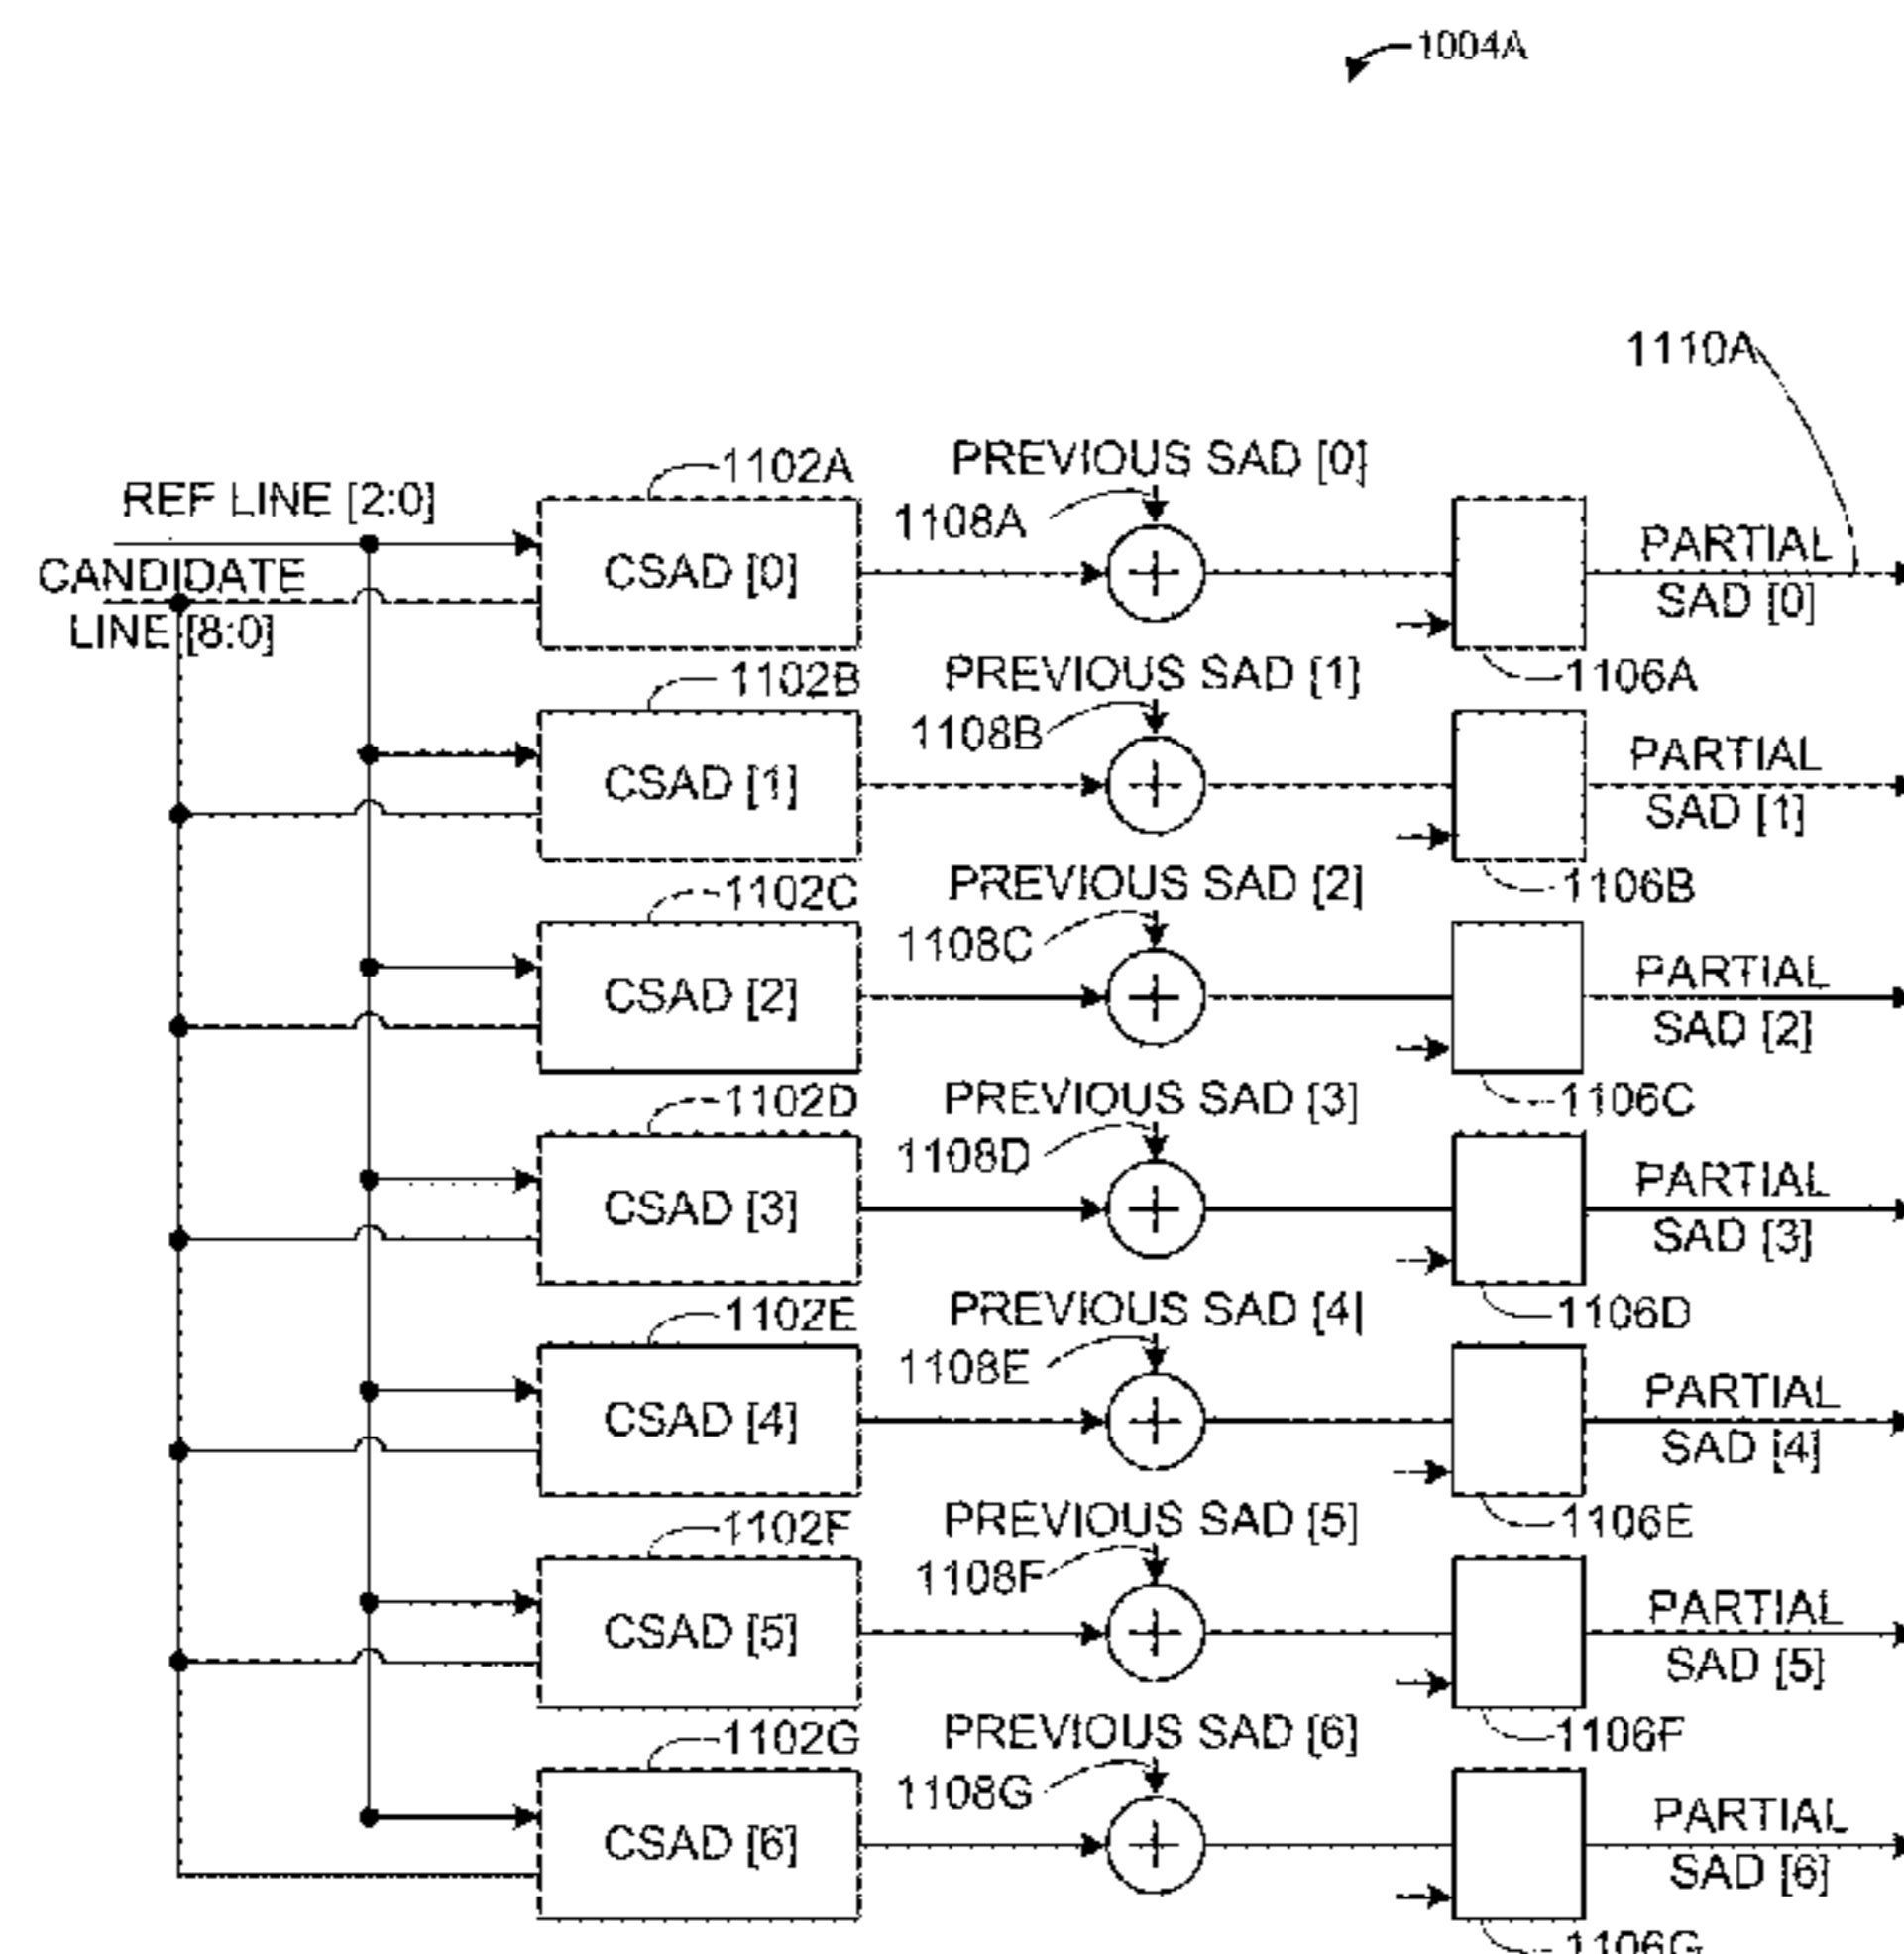 1004A
1110A
1102A
PREVIOUS SAD [0]
REF LINE [2:0]
1108A
CSAD [0]
PARTIAL
SAD [0]
CANDIDATE
LINE [8:0]
1106A
1102B
PREVIOUS SAD [1]
1108B
CSAD [1]
PARTIAL
SAD [1]
1106B
1102C
PREVIOUS SAD [2]
1108C
CSAD [2]
PARTIAL
SAD [2]
1106C
1102D
PREVIOUS SAD [3]
1108D
CSAD [3]
PARTIAL
SAD [3]
1106D
1102E
PREVIOUS SAD [4]
1108E
CSAD [4]
PARTIAL
SAD [4]
1106E
1102F
PREVIOUS SAD [5]
1108F
CSAD [5]
PARTIAL
SAD [5]
1106F
1102G
PREVIOUS SAD [6]
1108G
CSAD [6]
PARTIAL
SAD [6]
1106G